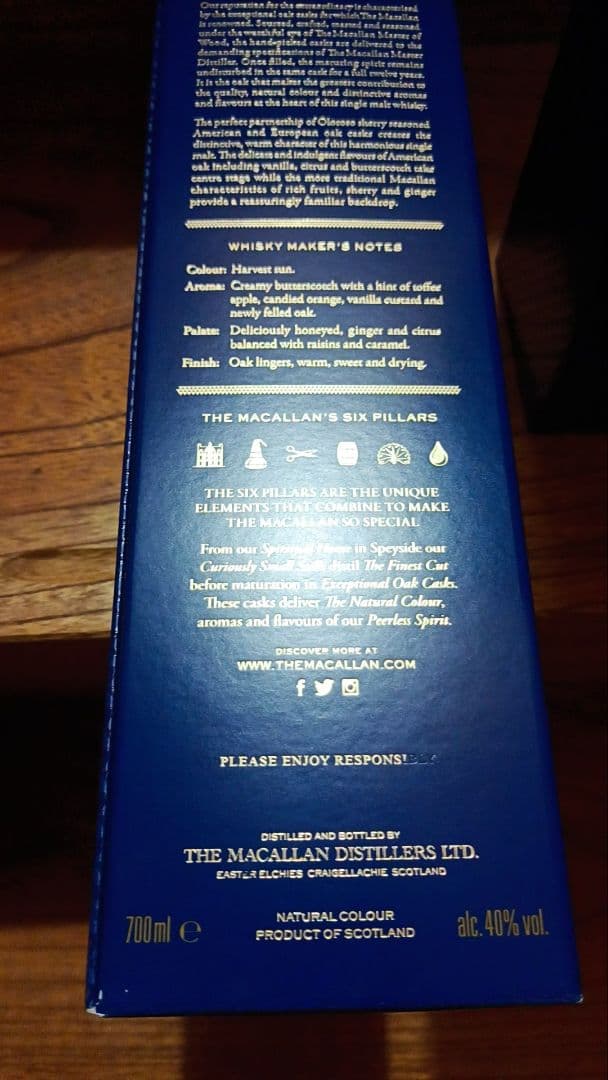 Our reputation for the extraordinary is characterised
by the exceptional oak casks for which The Macallan
is renowned. Sourced, crafted, matured and seasoned
under the watchful eye of The Macallan Master of
Wood, the hand-picked casks are delivered to the
demanding specifications of The Macallan Master
Distiller. Once filled, the maturing spirit remains
undisturbed in the same cask for a full twelve years.
It is the oak that makes the greatest contribution to
the quality, natural colour and distinctive aromas
and flavours at the heart of this single malt whisky.
The perfect partnership of Oloroso sherry seasoned
American and European oak casks creates the
distinctive, warm character of this harmonious single
malt. The delicate and indulgent flavours of American
oak including vanilla, citrus and butterscotch take
centre stage while the more traditional Macallan
characteristics of rich fruits, sherry and ginger
provide a reassuringly familiar backdrop.
WHISKY MAKER'S NOTES
Colour: Harvest sun.
Aroma: Creamy butterscotch with a hint of toffee
apple, candied orange, vanilla custard and
newly felled oak.
Palate: Deliciously honeyed, ginger and citrus
balanced with raisins and caramel.
Finish: Oak lingers, warm, sweet and drying.
THE MACALLAN'S SIX PILLARS
THE SIX PILLARS ARE THE UNIQUE
ELEMENTS THAT COMBINE TO MAKE
THE MACALLAN SO SPECIAL
From our Spiritual Home in Speyside our
Curiously Small Stills distil The Finest Cut
before maturation in Exceptional Oak Casks.
These casks deliver The Natural Colour,
aromas and flavours of our Peerless Spirit.
DISCOVER MORE AT
WWW.THEMACALLAN.COM
PLEASE ENJOY RESPONSIBLY
DISTILLED AND BOTTLED BY
THE MACALLAN DISTILLERS LTD.
EASTER ELCHIES CRAIGELLACHIE SCOTLAND
700ml ℮
NATURAL COLOUR
PRODUCT OF SCOTLAND
alc. 40% vol.